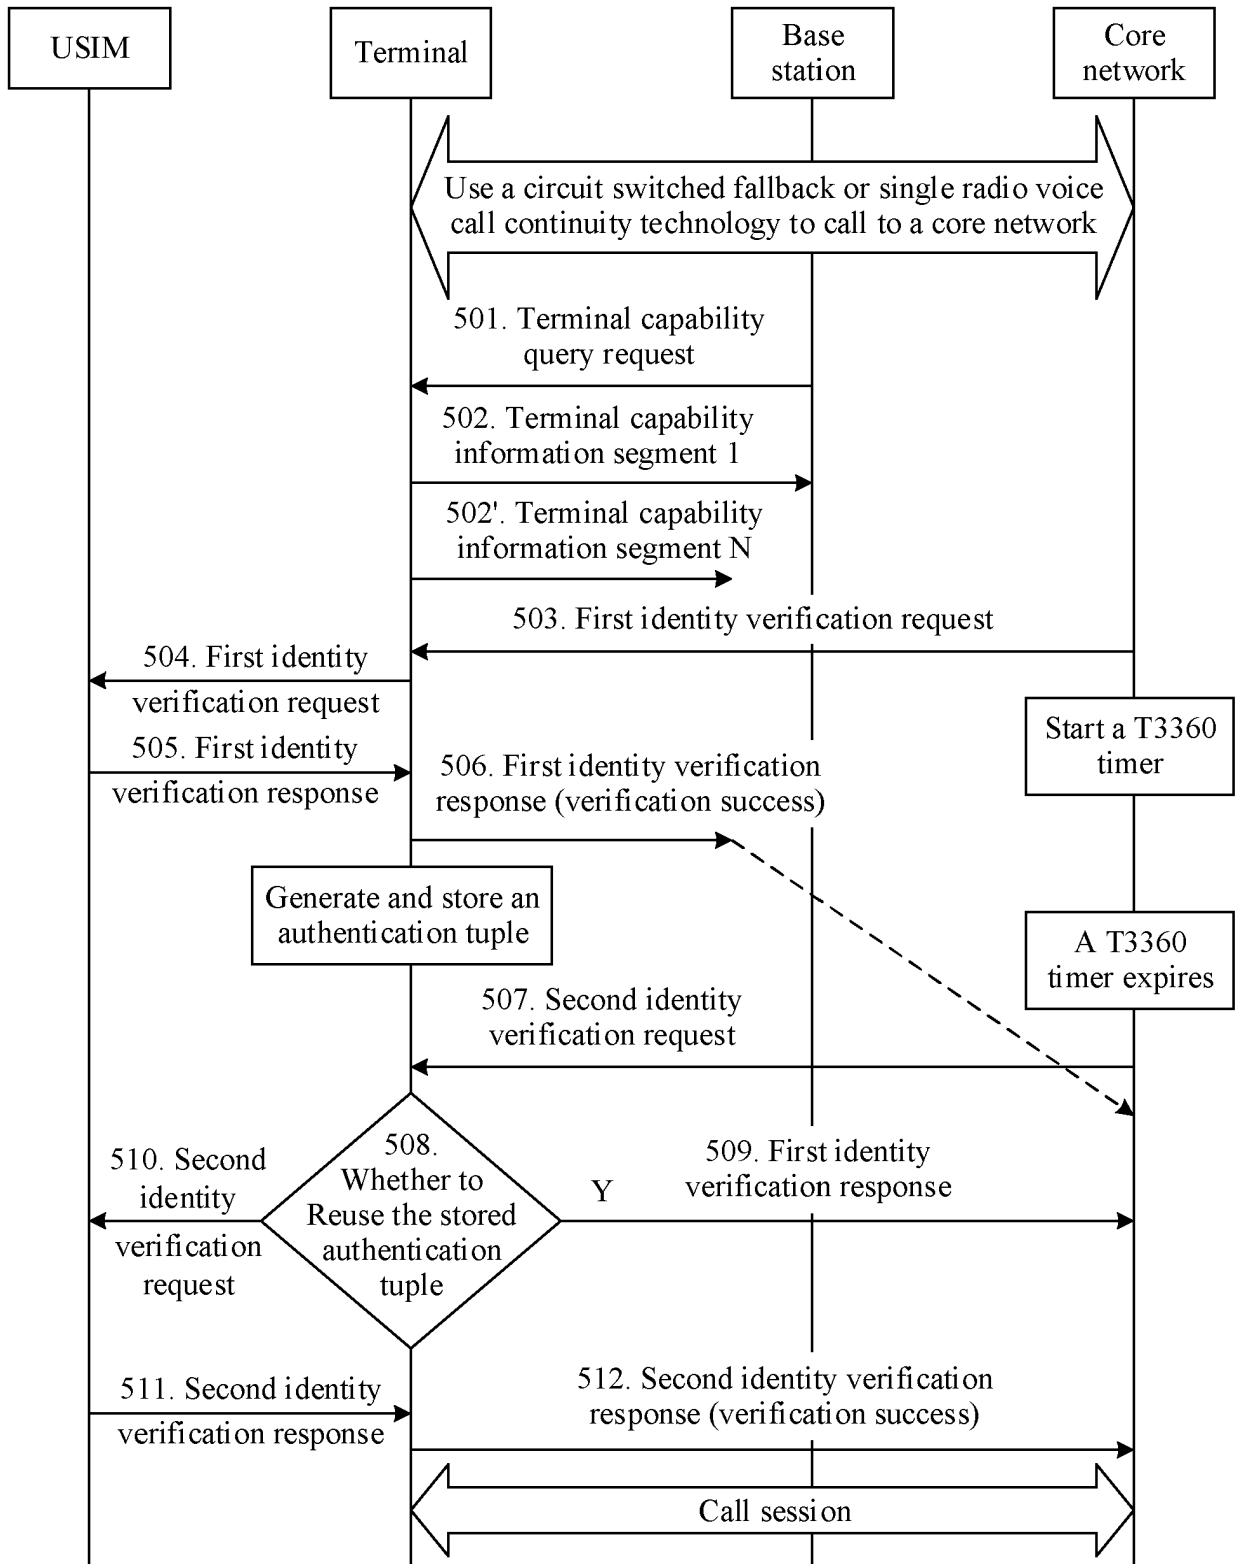 USIM
Terminal
Base
station
Core
network
Use a circuit switched fallback or single radio voice
call continuity technology to call to a core network
501. Terminal capability
query request
502. Terminal capability
information segment 1
502'. Terminal capability
information segment N
503. First identity verification request
504. First identity
verification request
Start a T3360
timer
505. First identity
verification response
506. First identity verification
response (verification success)
Generate and store an
authentication tuple
A T3360
timer expires
507. Second identity
verification request
508.
Whether to
Reuse the stored
authentication
tuple
Y
509. First identity
verification response
510. Second
identity
verification
request
511. Second identity
verification response
512. Second identity verification
response (verification success)
Call session